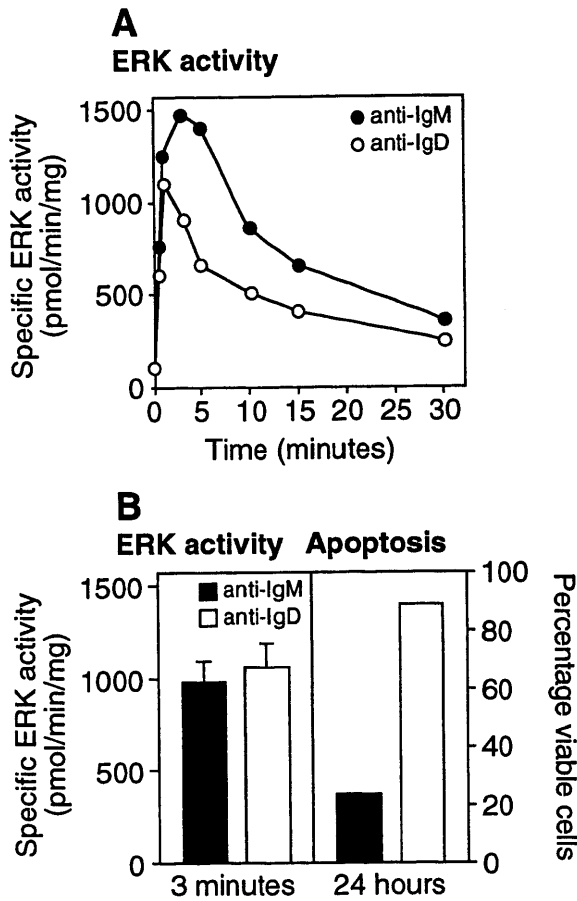 A
ERK activity
Specific ERK activity
(pmol/min/mg)
1500
1000
500
0
anti-IgM
anti-IgD
0 5 10 15 20 25 30
Time (minutes)
B
ERK activity Apoptosis
Specific ERK activity
(pmol/min/mg)
1500
1000
500
0
anti-IgM
anti-IgD
100
80
60
40
20
0
Percentage viable cells
3 minutes 24 hours